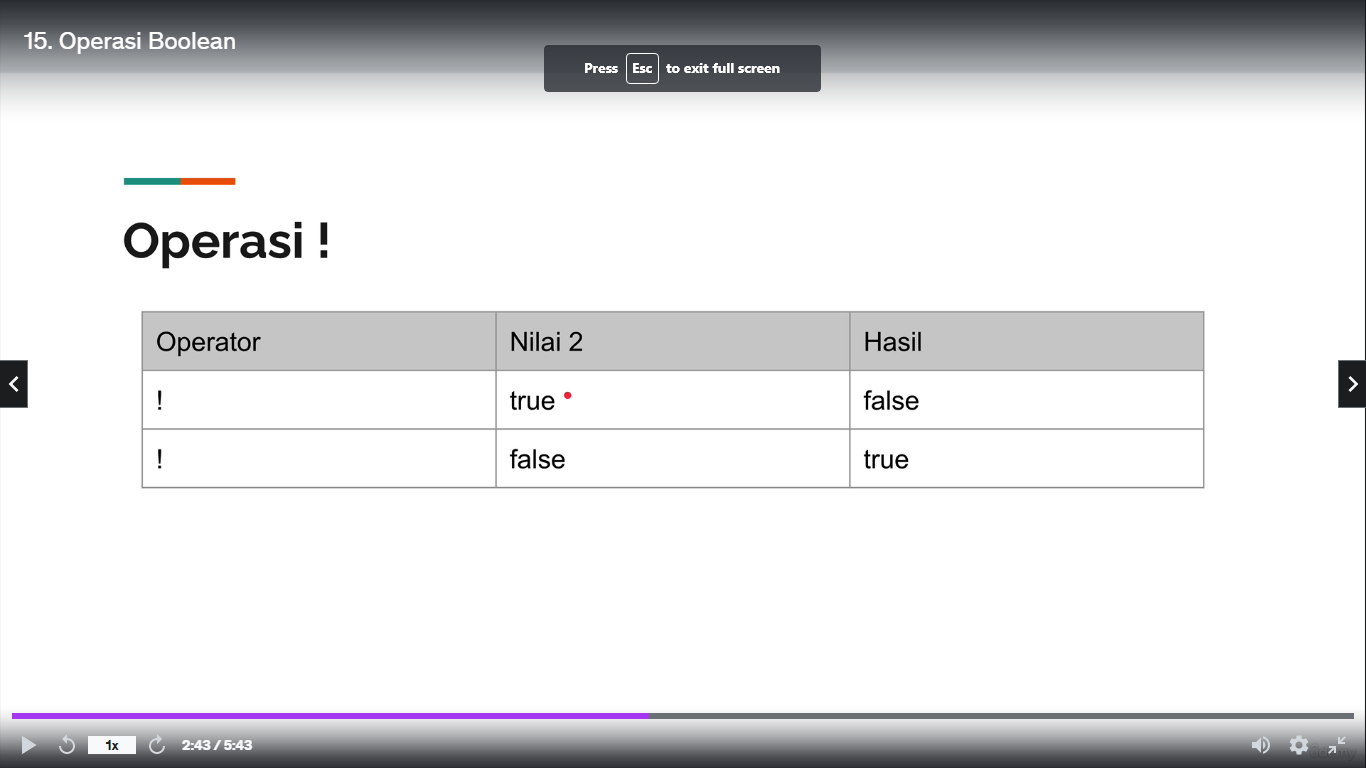 15. Operasi Boolean
Press Esc to exit full screen
Operasi !
Operator Nilai 2 Hasil
! true false
! false true
1x 2:43 / 5:43